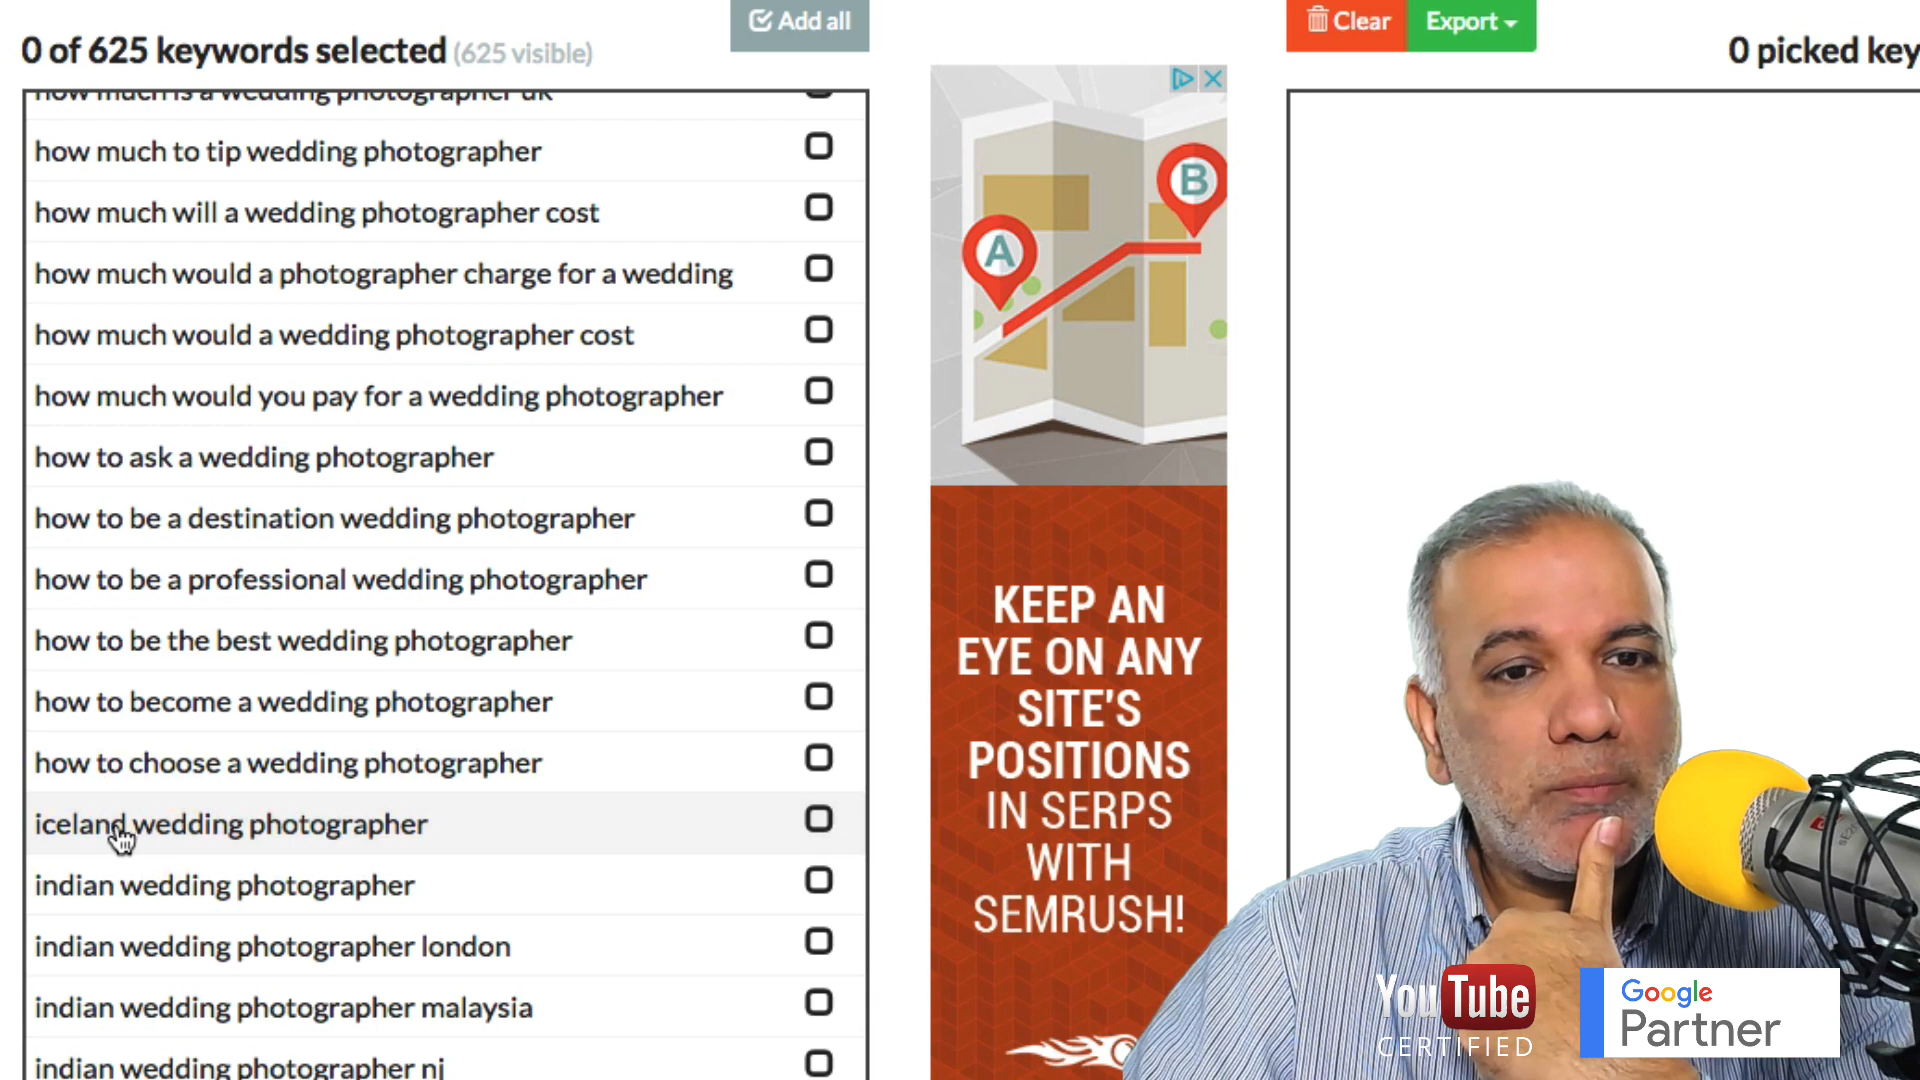 0 of 625 keywords selected (625 visible)
Add all
Clear
Export
0 picked key
how much is a wedding photographer uk
how much to tip wedding photographer
how much will a wedding photographer cost
how much would a photographer charge for a wedding
how much would a wedding photographer cost
how much would you pay for a wedding photographer
how to ask a wedding photographer
how to be a destination wedding photographer
how to be a professional wedding photographer
how to be the best wedding photographer
how to become a wedding photographer
how to choose a wedding photographer
iceland wedding photographer
indian wedding photographer
indian wedding photographer london
indian wedding photographer malaysia
indian wedding photographer nj
A
B
KEEP AN
EYE ON ANY
SITE'S
POSITIONS
IN SERPS
WITH
SEMRUSH!
YouTube
CERTIFIED
Google
Partner